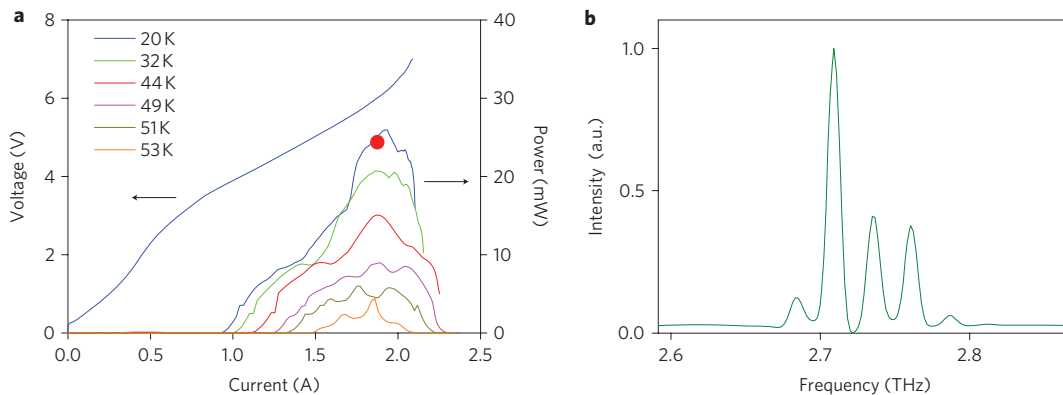 a
8
6
4
2
0
Voltage (V)
20 K
32 K
44 K
49 K
51 K
53 K
40
30
20
10
0
Power (mW)
0.0 0.5 1.0 1.5 2.0 2.5
Current (A)
b
1.0
0.5
0.0
Intensity (a.u.)
2.6 2.7 2.8
Frequency (THz)